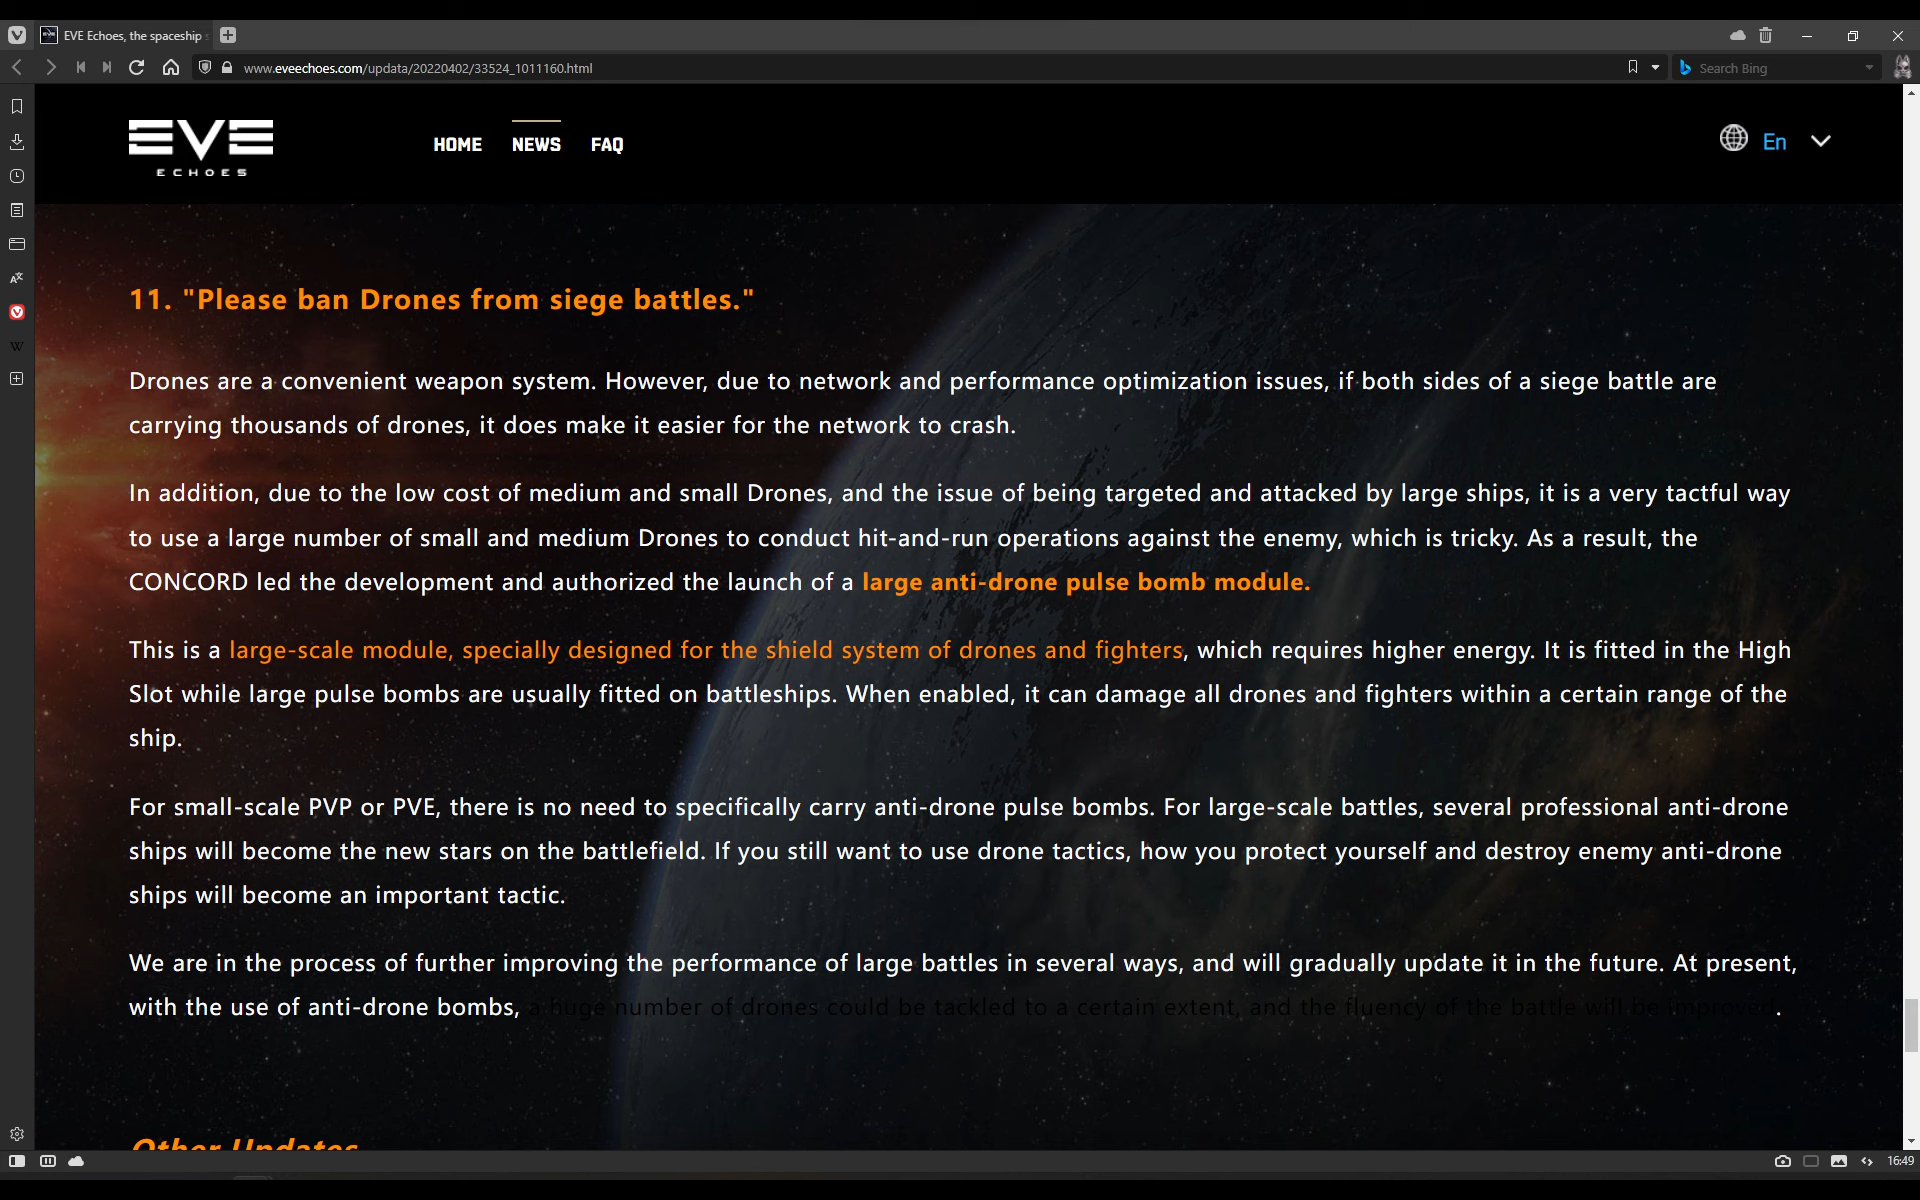 EVE Echoes, the spaceship
www.eveechoes.com/updata/20220402/33524_1011160.html
Search Bing
EVE
ECHOES
HOME
NEWS
FAQ
En
11. "Please ban Drones from siege battles."
Drones are a convenient weapon system. However, due to network and performance optimization issues, if both sides of a siege battle are
carrying thousands of drones, it does make it easier for the network to crash.
In addition, due to the low cost of medium and small Drones, and the issue of being targeted and attacked by large ships, it is a very tactful way
to use a large number of small and medium Drones to conduct hit-and-run operations against the enemy, which is tricky. As a result, the
CONCORD led the development and authorized the launch of a large anti-drone pulse bomb module.
This is a large-scale module, specially designed for the shield system of drones and fighters, which requires higher energy. It is fitted in the High
Slot while large pulse bombs are usually fitted on battleships. When enabled, it can damage all drones and fighters within a certain range of the
ship.
For small-scale PVP or PVE, there is no need to specifically carry anti-drone pulse bombs. For large-scale battles, several professional anti-drone
ships will become the new stars on the battlefield. If you still want to use drone tactics, how you protect yourself and destroy enemy anti-drone
ships will become an important tactic.
We are in the process of further improving the performance of large battles in several ways, and will gradually update it in the future. At present,
with the use of anti-drone bombs, a huge number of drones could be tackled to a certain extent, and the fluency of the battle will be improved.
Other Updates
16:49